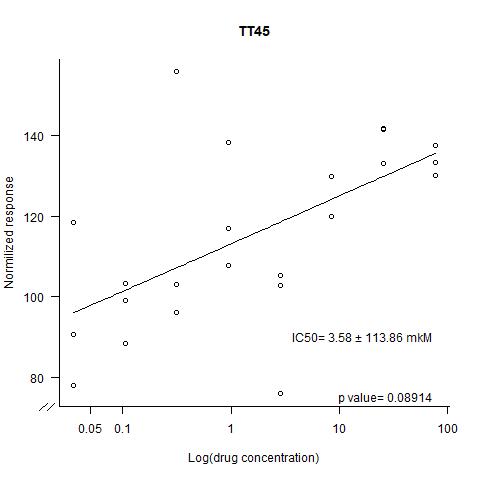 TT45
Normilized response
140
120
100
80
IC50= 3.58 ± 113.86 mkM
p value= 0.08914
0.05 0.1 1 10 100
Log(drug concentration)